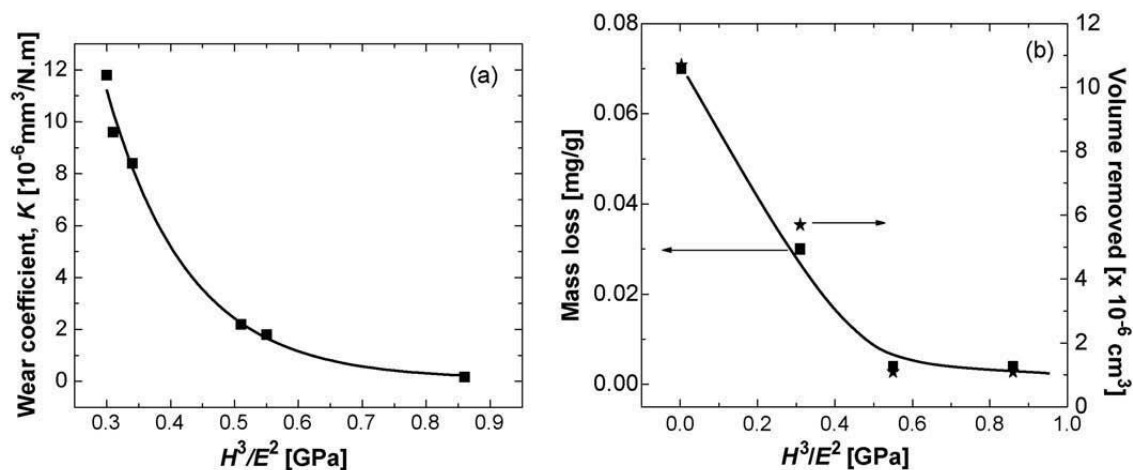 (a)
Wear coefficient, K [10⁻⁶mm³/N.m]
12
10
8
6
4
2
0
0.3 0.4 0.5 0.6 0.7 0.8 0.9
H³/E² [GPa]
(b)
Mass loss [mg/g]
0.08
0.06
0.04
0.02
0.00
0.0 0.2 0.4 0.6 0.8 1.0
H³/E² [GPa]
12
10
8
6
4
2
0
Volume removed [x 10⁻⁶ cm³]